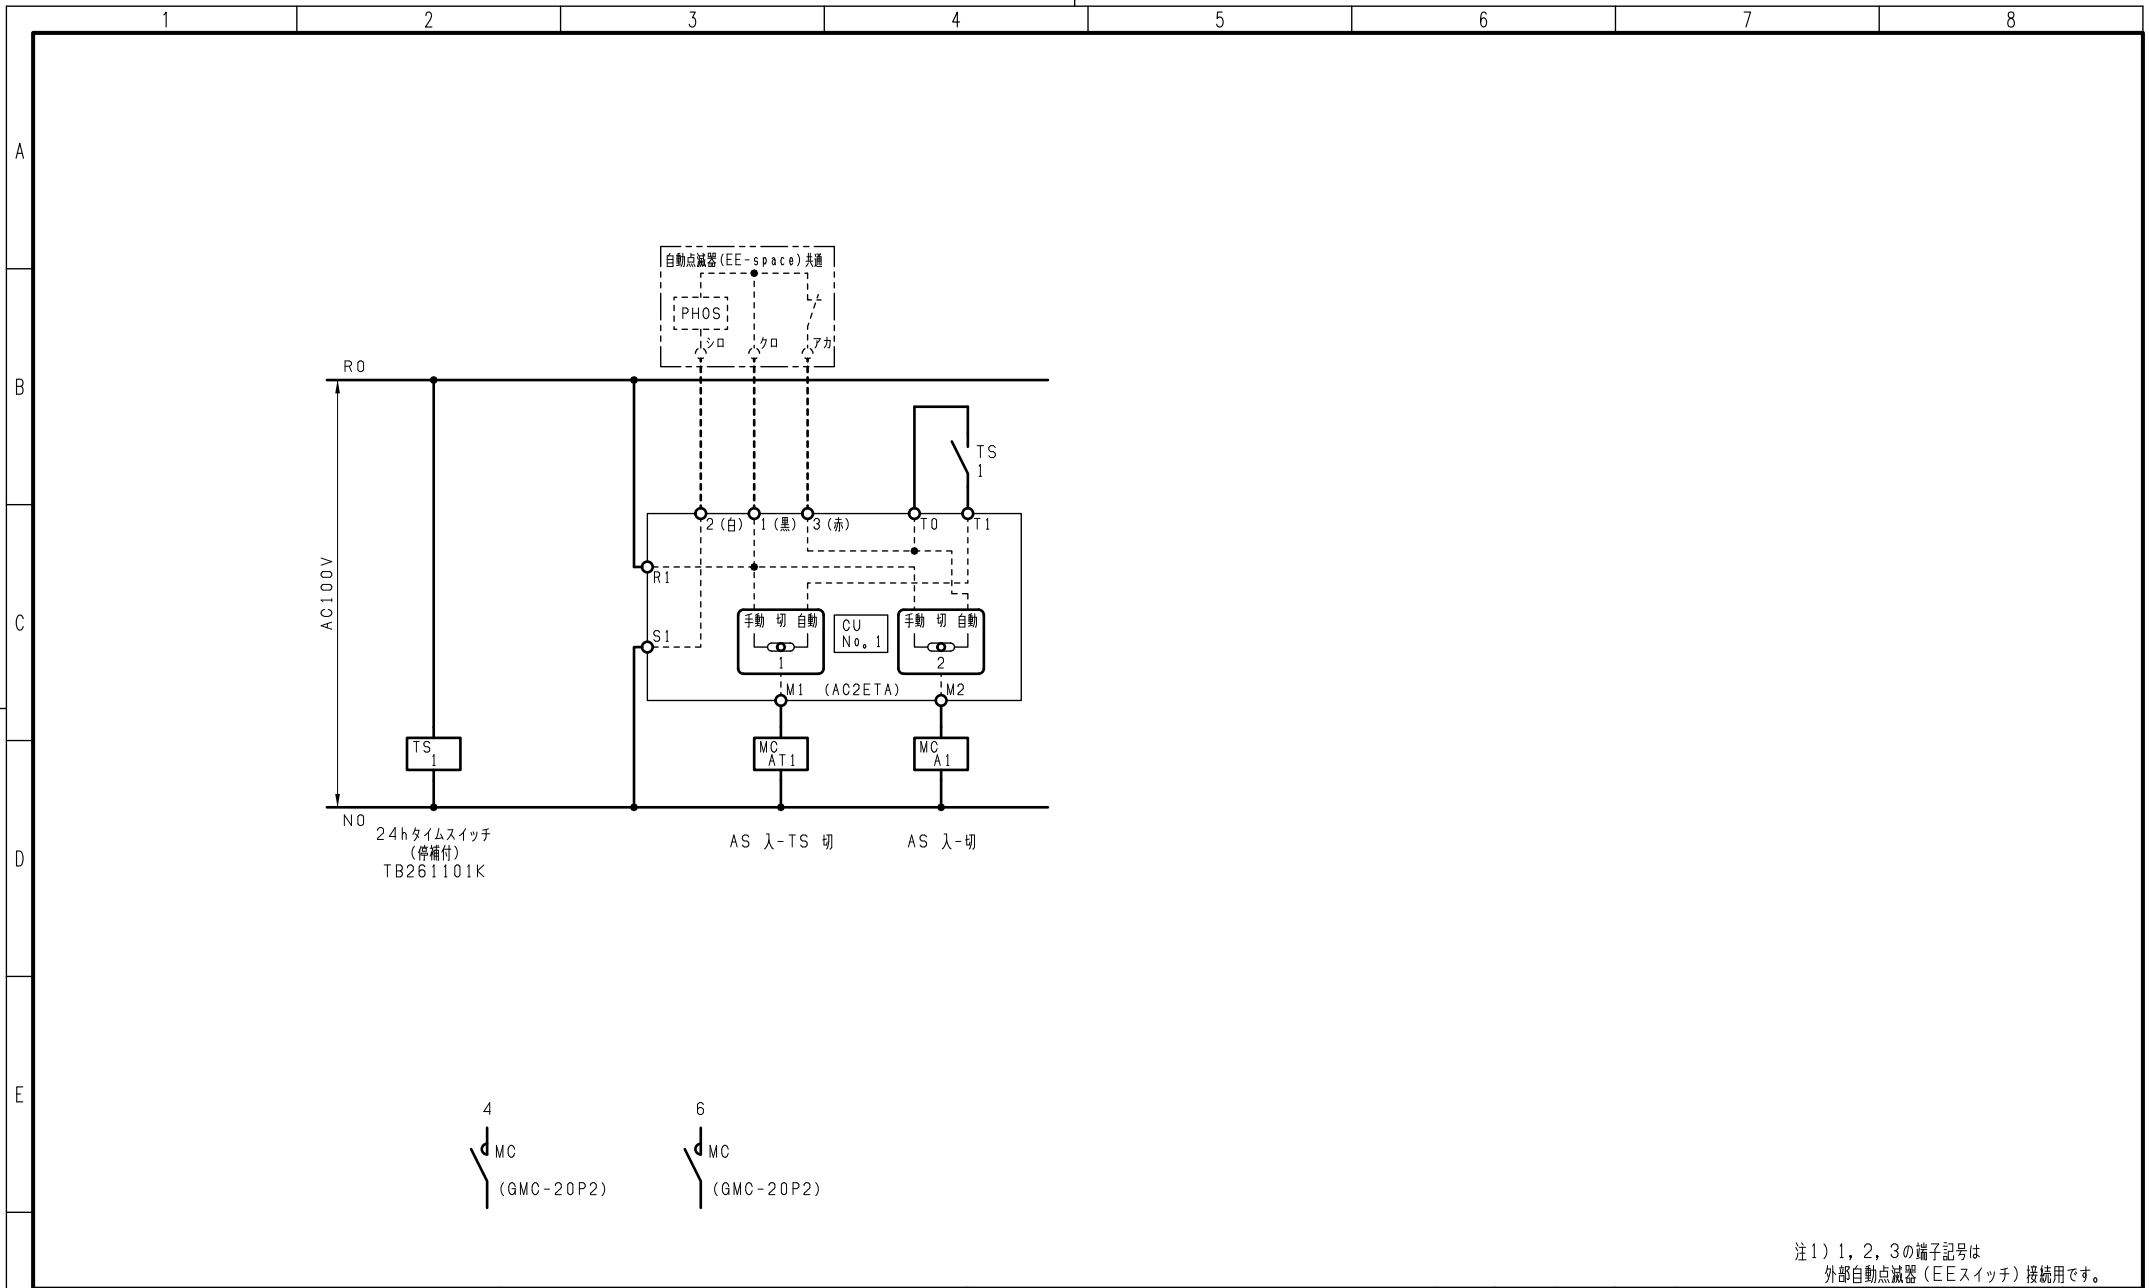 1 2 3 4 5 6 7 8
A
B
C
D
E
自動点滅器(EE-space)共通
PHOS
シロ クロ アカ
R0
TS
1
2(白) 1(黒) 3(赤) T0 T1
AC100V
R1
S1
手動 切 自動
1
CU
No。1
手動 切 自動
2
M1 (AC2ETA) M2
TS
1
MC
AT1
MC
A1
N0
24hタイムスイッチ
(停補付)
TB261101K
AS 入-TS 切
AS 入-切
4
MC
(GMC-20P2)
6
MC
(GMC-20P2)
注1) 1, 2, 3の端子記号は
外部自動点滅器(EEスイッチ)接続用です。